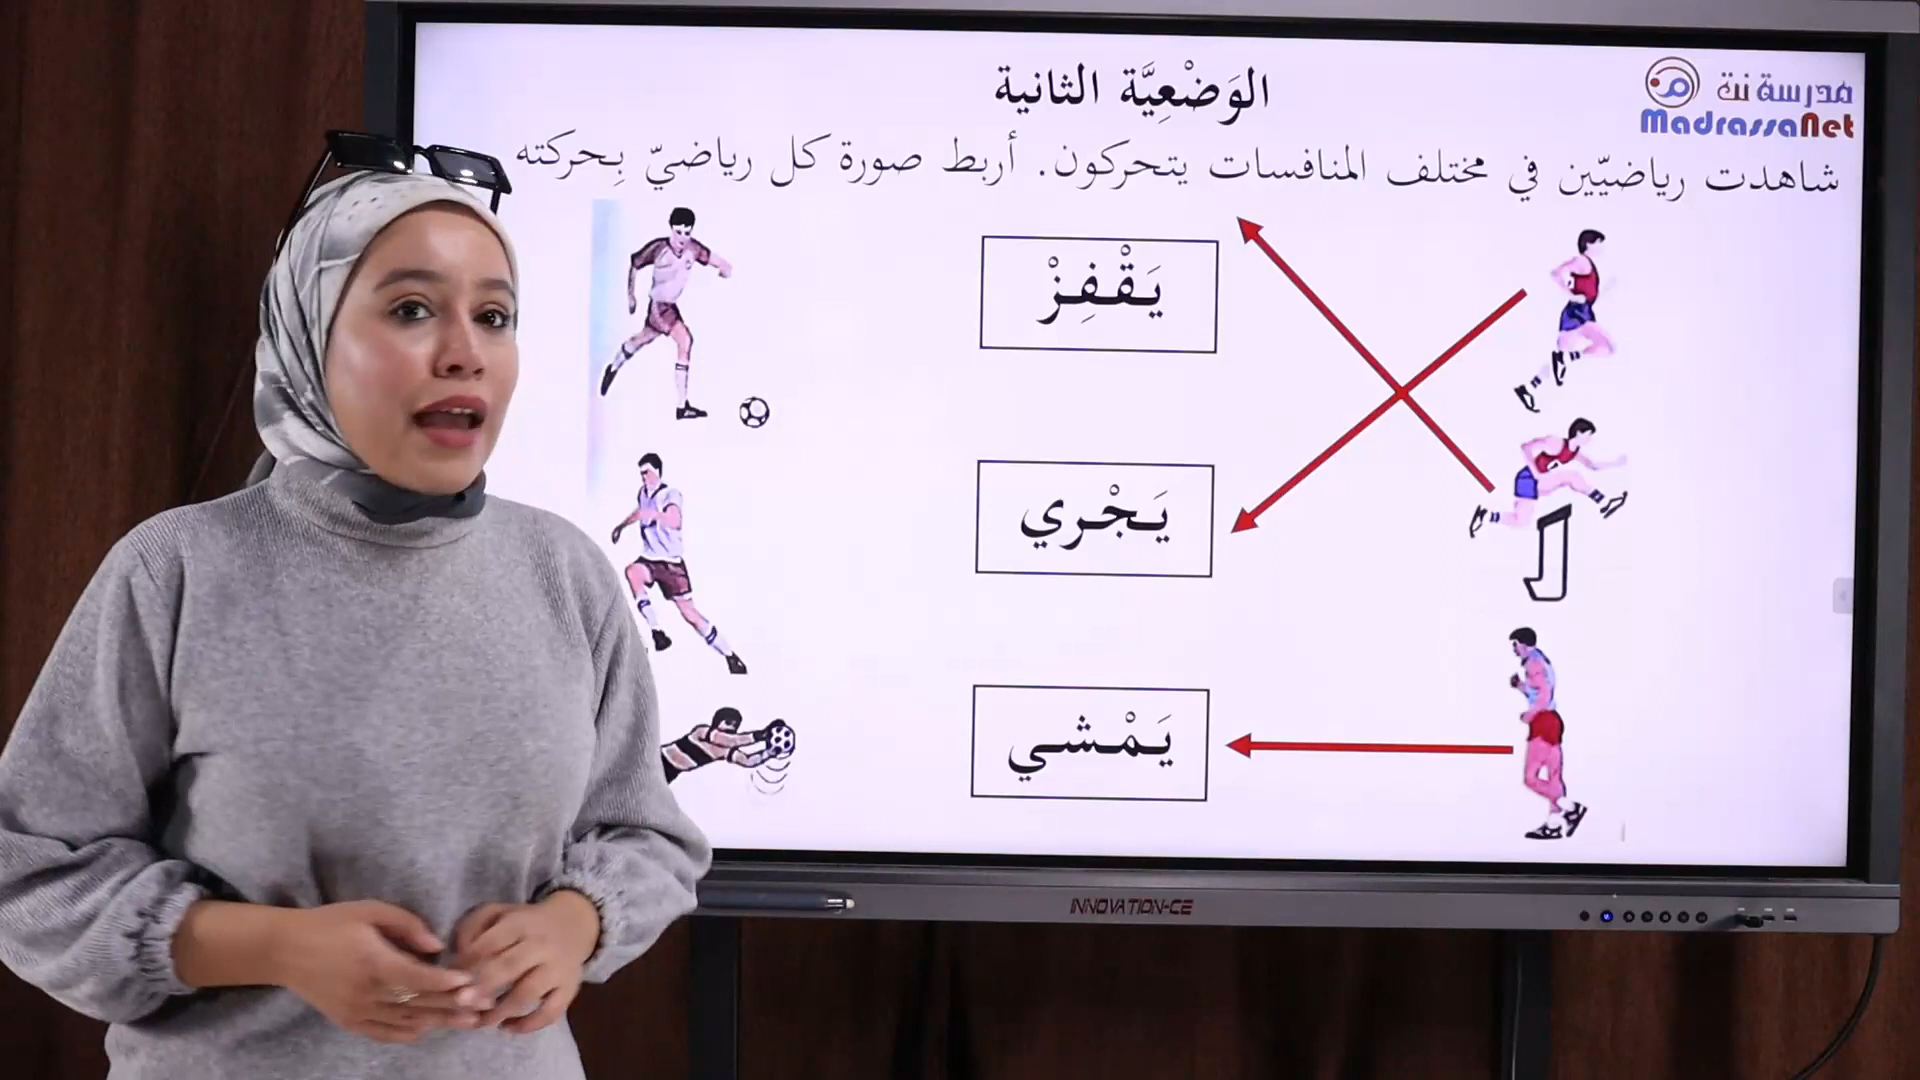 الوَضْعِيَّة الثانية
مدرسة نت
MadrassaNet
شاهدت رياضيّين في مختلف المنافسات يتحركون. أربط صورة كل رياضيّ بِحركته
يَقْفِزْ
يَجْري
يَمْشي
INNOVATION-CE